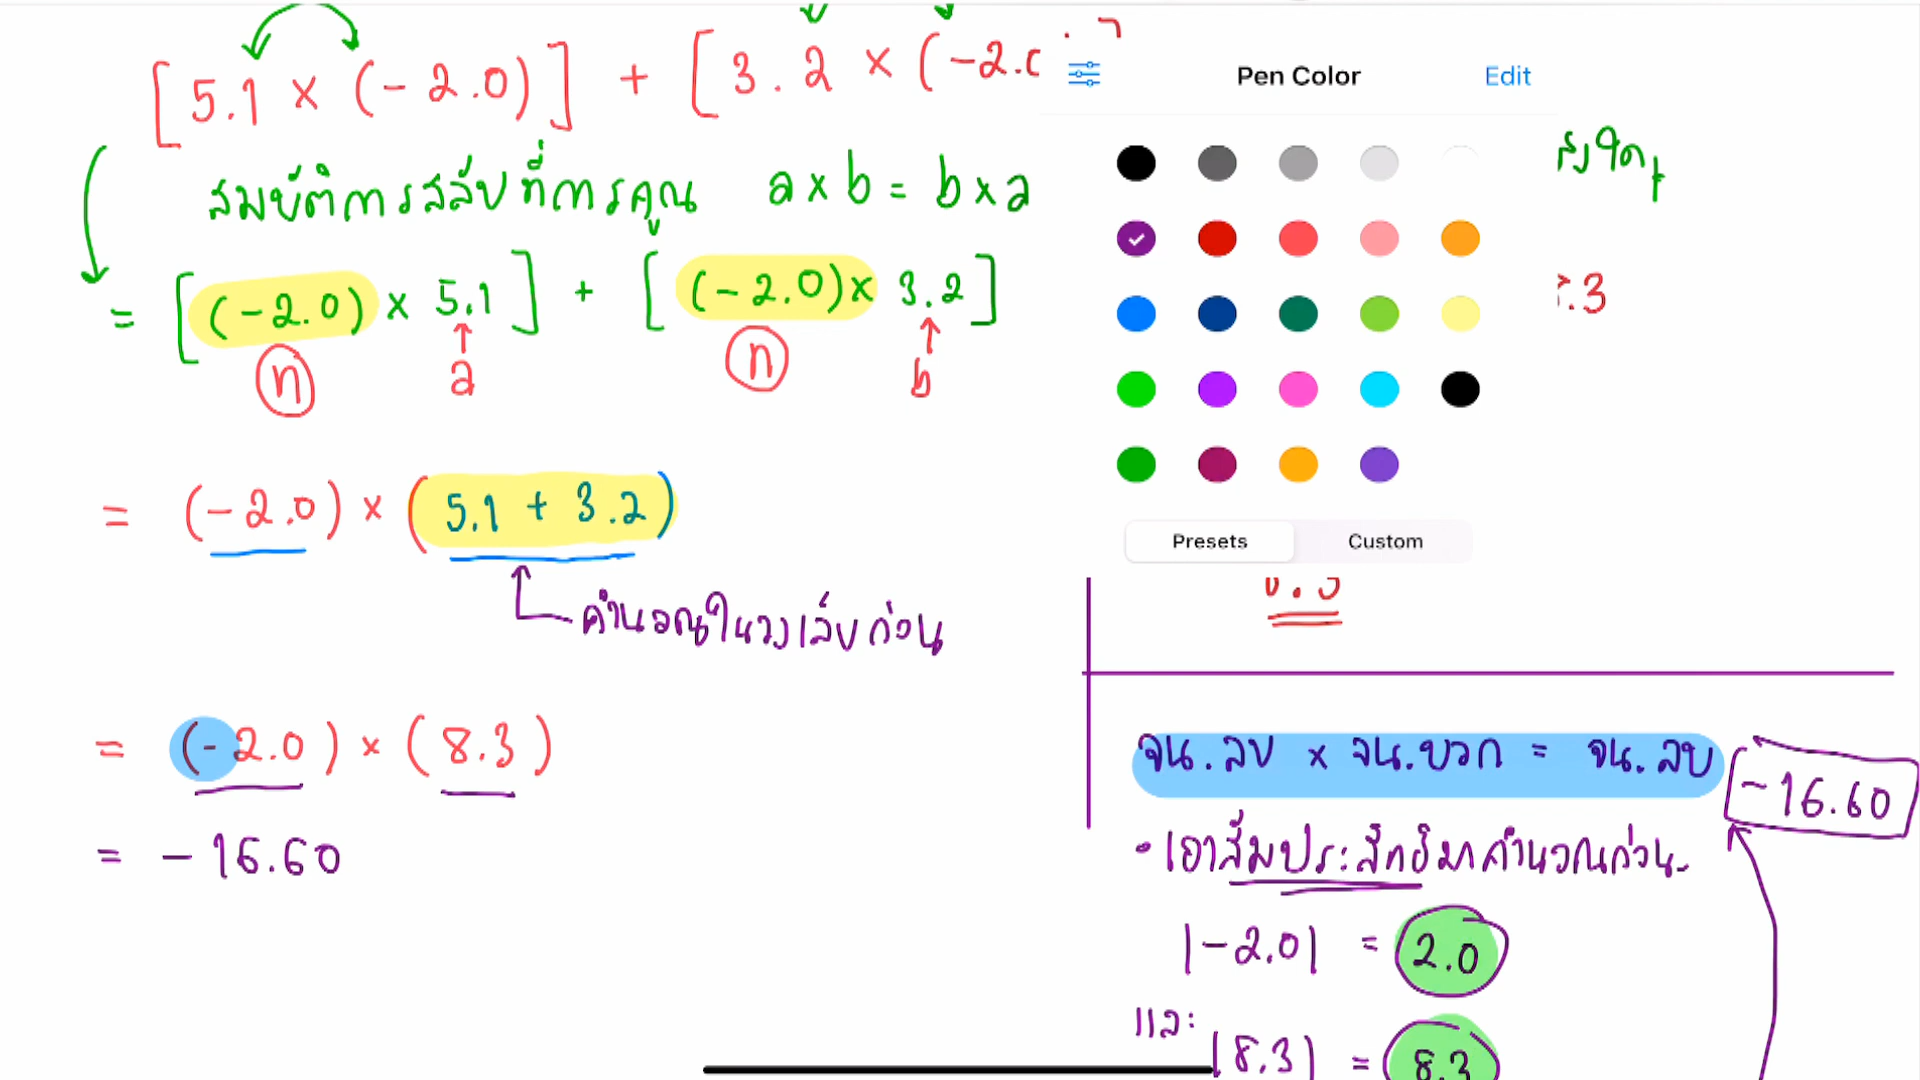 [5.1 × (-2.0)] + [3.2 × (-2.0
Pen Color
Edit
สมบัติการสลับที่การคูณ a×b = b×a
= [(-2.0) × 5.1] + [(-2.0)× 3.2]
n a n b
.3
= (-2.0) × (5.1 + 3.2)
Presets
Custom
8.3
คำนวณในวงเล็บก่อน
= (-2.0) × (8.3)
= -16.60
จน.ลบ × จน.บวก = จน.ลบ
-16.60
• เอาสัมประสิทธิ์มาคำนวณก่อน
|-2.0| = 2.0
และ
|8.3| = 8.3